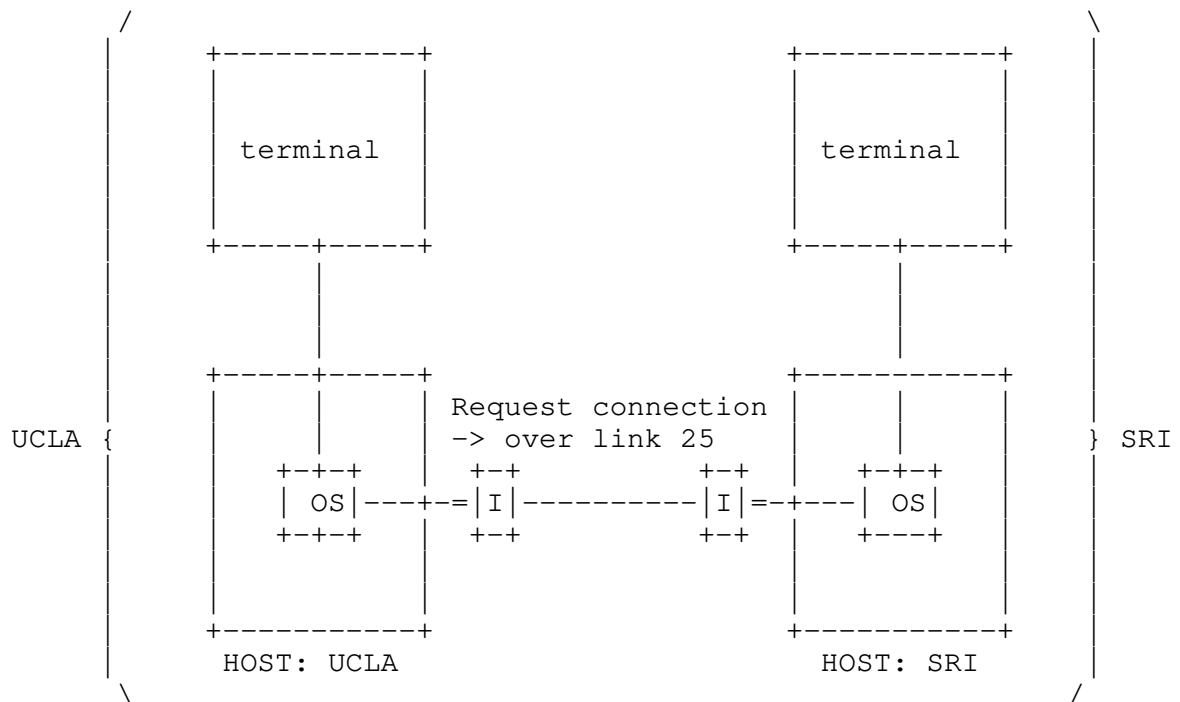 terminal terminal
Request connection
UCLA { -> over link 25 } SRI
OS I I OS
HOST: UCLA HOST: SRI